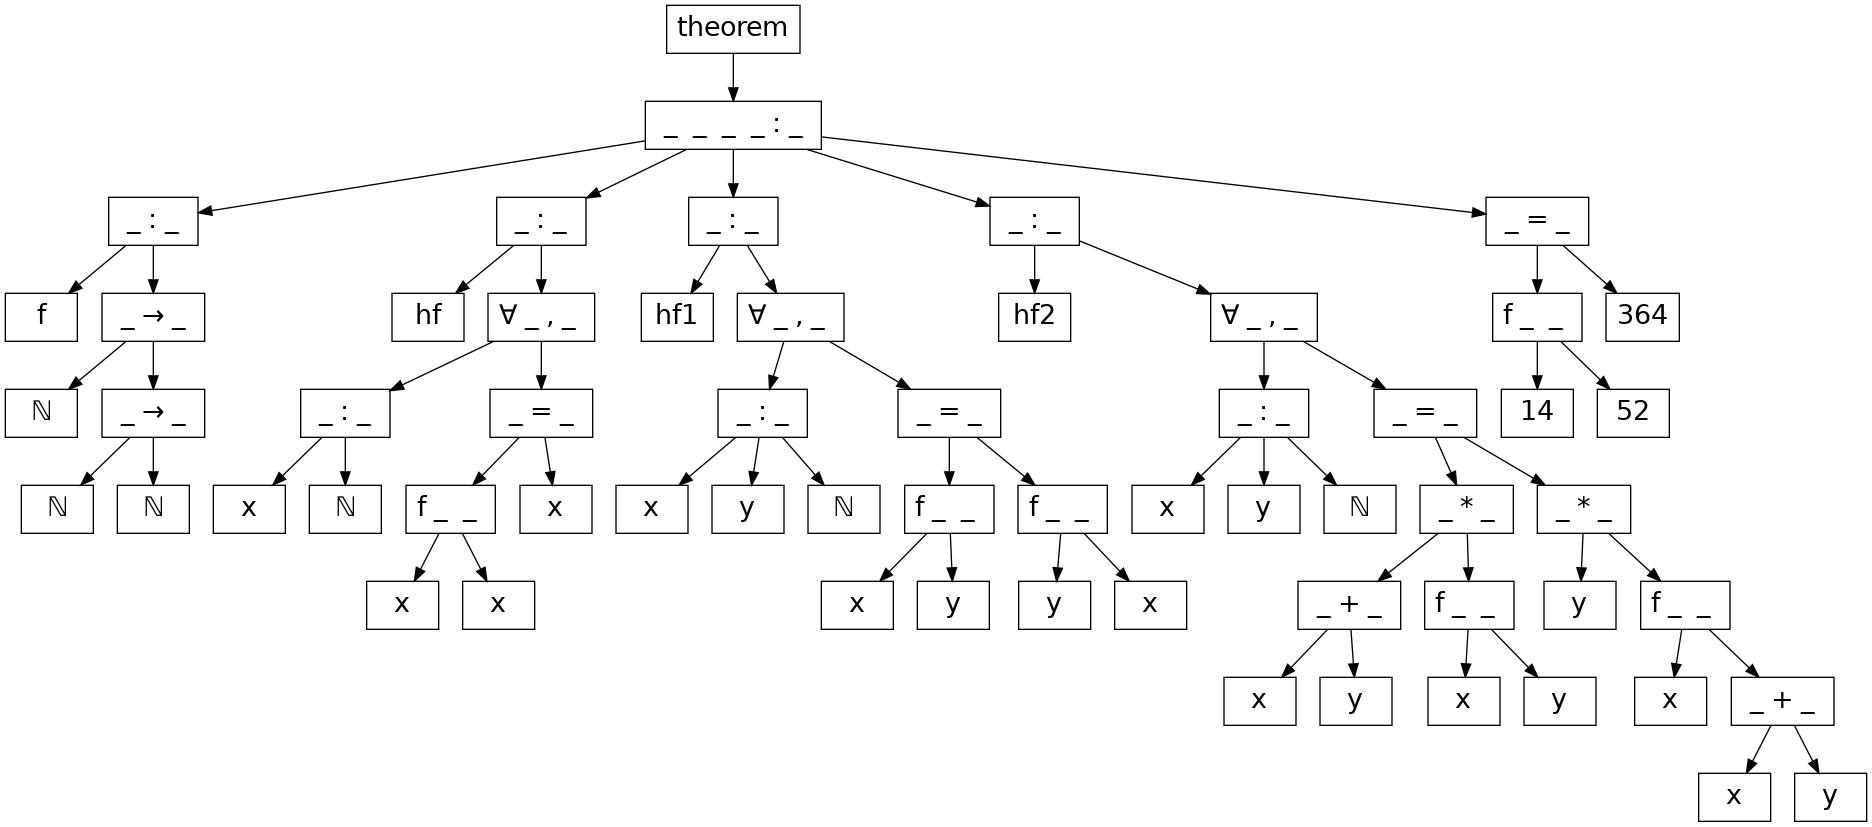 theorem
_ _ _ _ : _
_ : _ _ : _ _ : _ _ : _ _ = _
f _ → _ hf ∀ _ , _ hf1 ∀ _ , _ hf2 ∀ _ , _ f _ _ 364
ℕ _ → _ _ : _ _ = _ _ : _ _ = _ _ : _ _ = _ 14 52
ℕ ℕ x ℕ f _ _ x x y ℕ f _ _ f _ _ x y ℕ _ * _ _ * _
x x x y y x _ + _ f _ _ y f _ _
x y x y x _ + _
x y